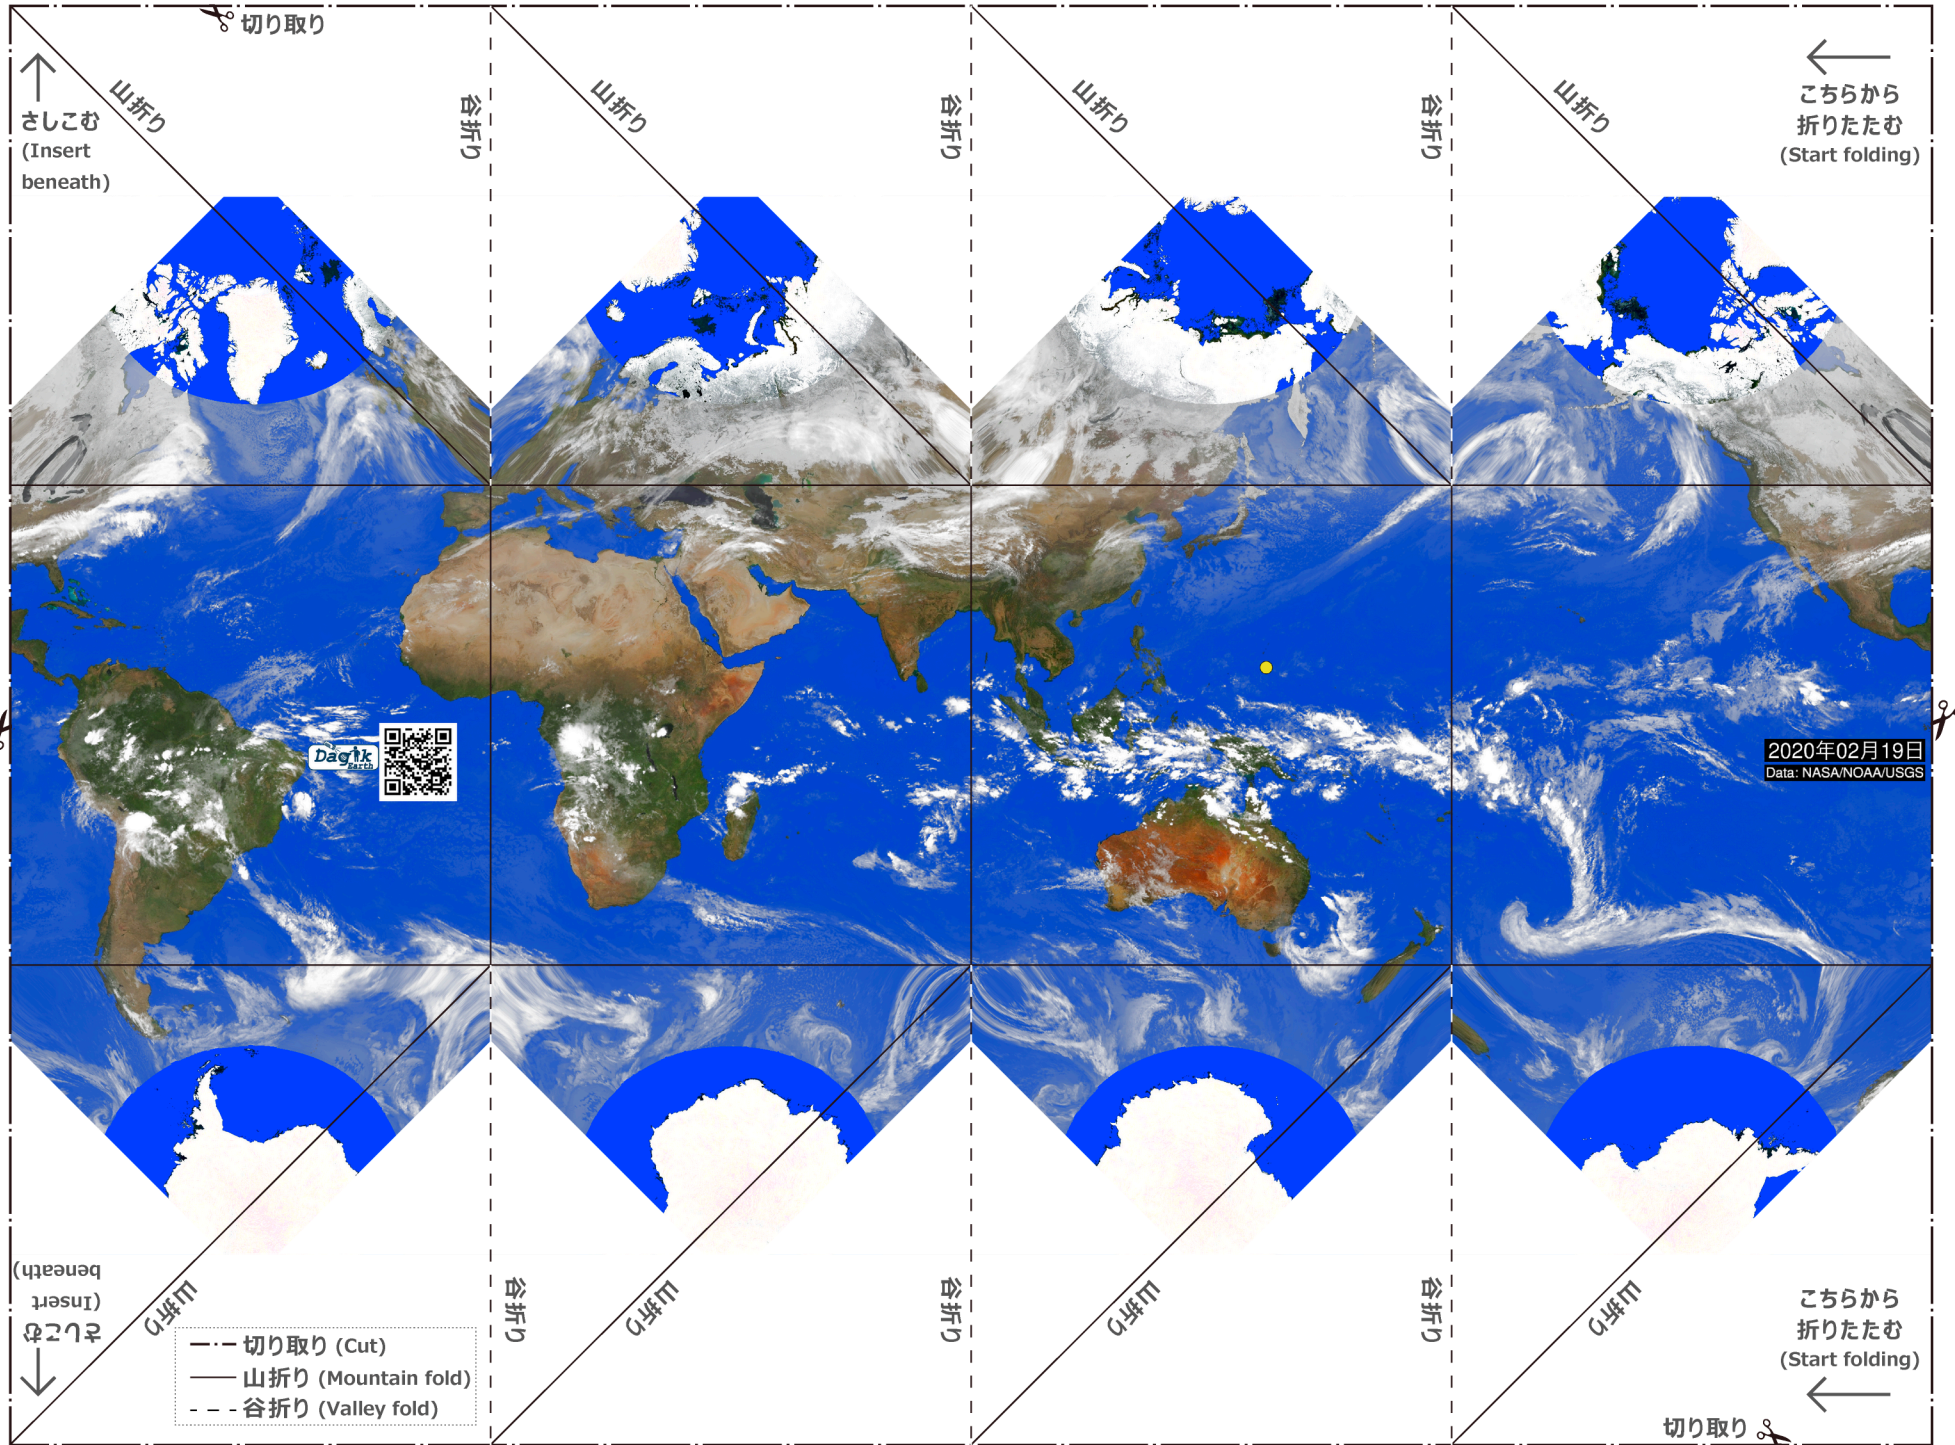 切り取り
さしこむ
(Insert
beneath)
山折り
谷折り
山折り
谷折り
山折り
谷折り
山折り
こちらから
折りたたむ
(Start folding)
Dagik
Earth
2020年02月19日
Data: NASA/NOAA/USGS
さしこむ
(Insert
beneath)
山折り
谷折り
山折り
谷折り
山折り
谷折り
山折り
こちらから
折りたたむ
(Start folding)
切り取り (Cut)
山折り (Mountain fold)
谷折り (Valley fold)
切り取り